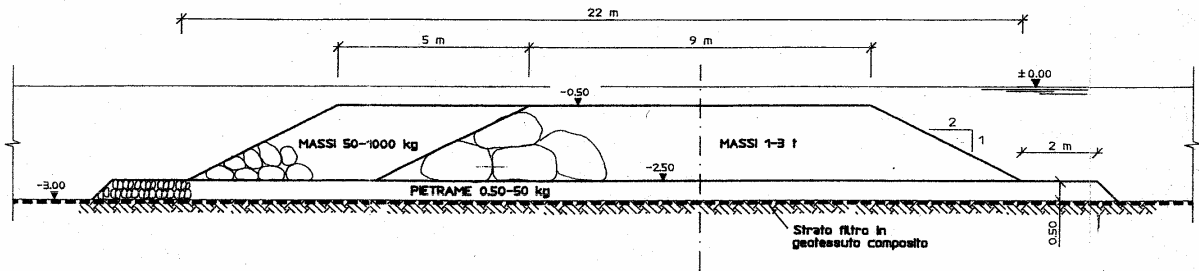 22 m
5 m
9 m
±0.00
-0.50
MASSI 50-1000 kg
MASSI 1-3 t
2
1
2 m
-3.00
-2.50
PIETRAME 0.50-50 kg
0.50
Strato filtro in
geotessuto composito